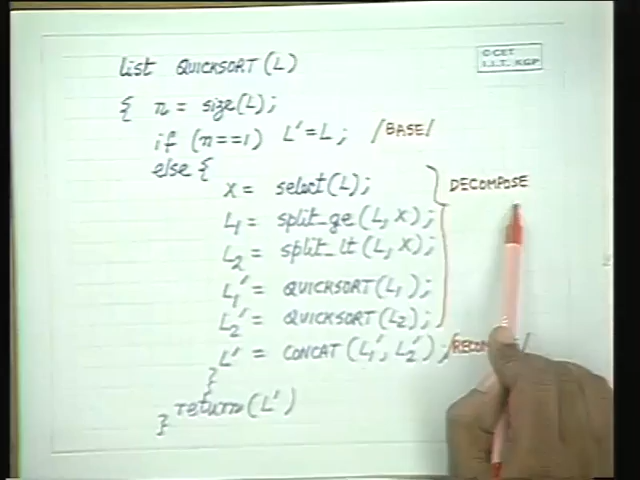 ©CET
I.I.T. KGP
list QUICKSORT(L)
{ n = size(L);
if (n==1) L'=L; /BASE/
else {
x = select(L); DECOMPOSE
L1 = split_ge(L,x);
L2 = split_lt(L,x);
L1' = QUICKSORT(L1);
L2' = QUICKSORT(L2);
L' = CONCAT(L1', L2');
}
return(L')
}